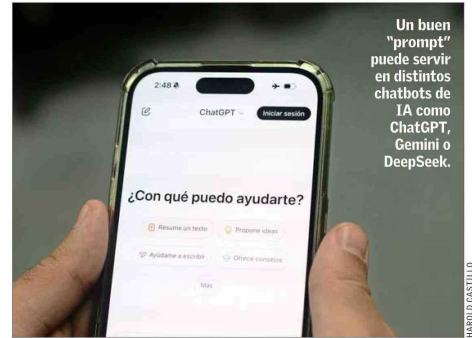 Un buen
"prompt"
puede servir
en distintos
chatbots de
IA como
ChatGPT,
Gemini o
DeepSeek.
2:48
ChatGPT
Iniciar sesión
¿Con qué puedo ayudarte?
Resume un texto
Propone ideas
Ayúdame a escribir
Ofrece consejos
Más
HAROLD CASTILLO